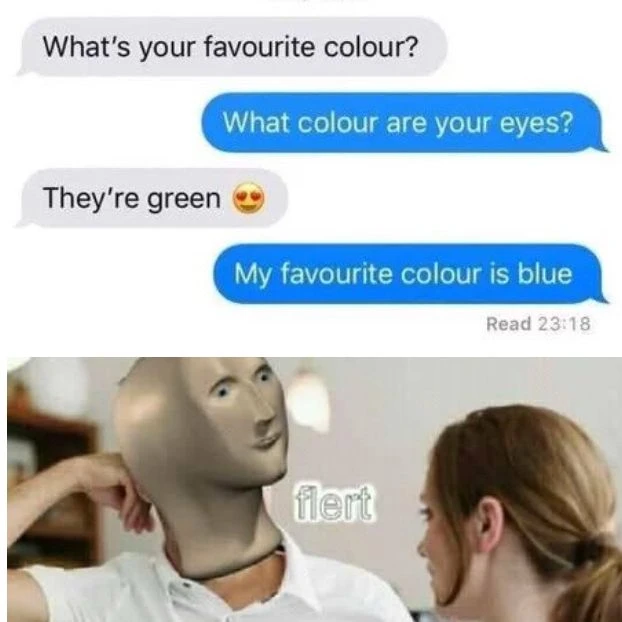 What's your favourite colour?
What colour are your eyes?
They're green 😍
My favourite colour is blue
Read 23:18
flert